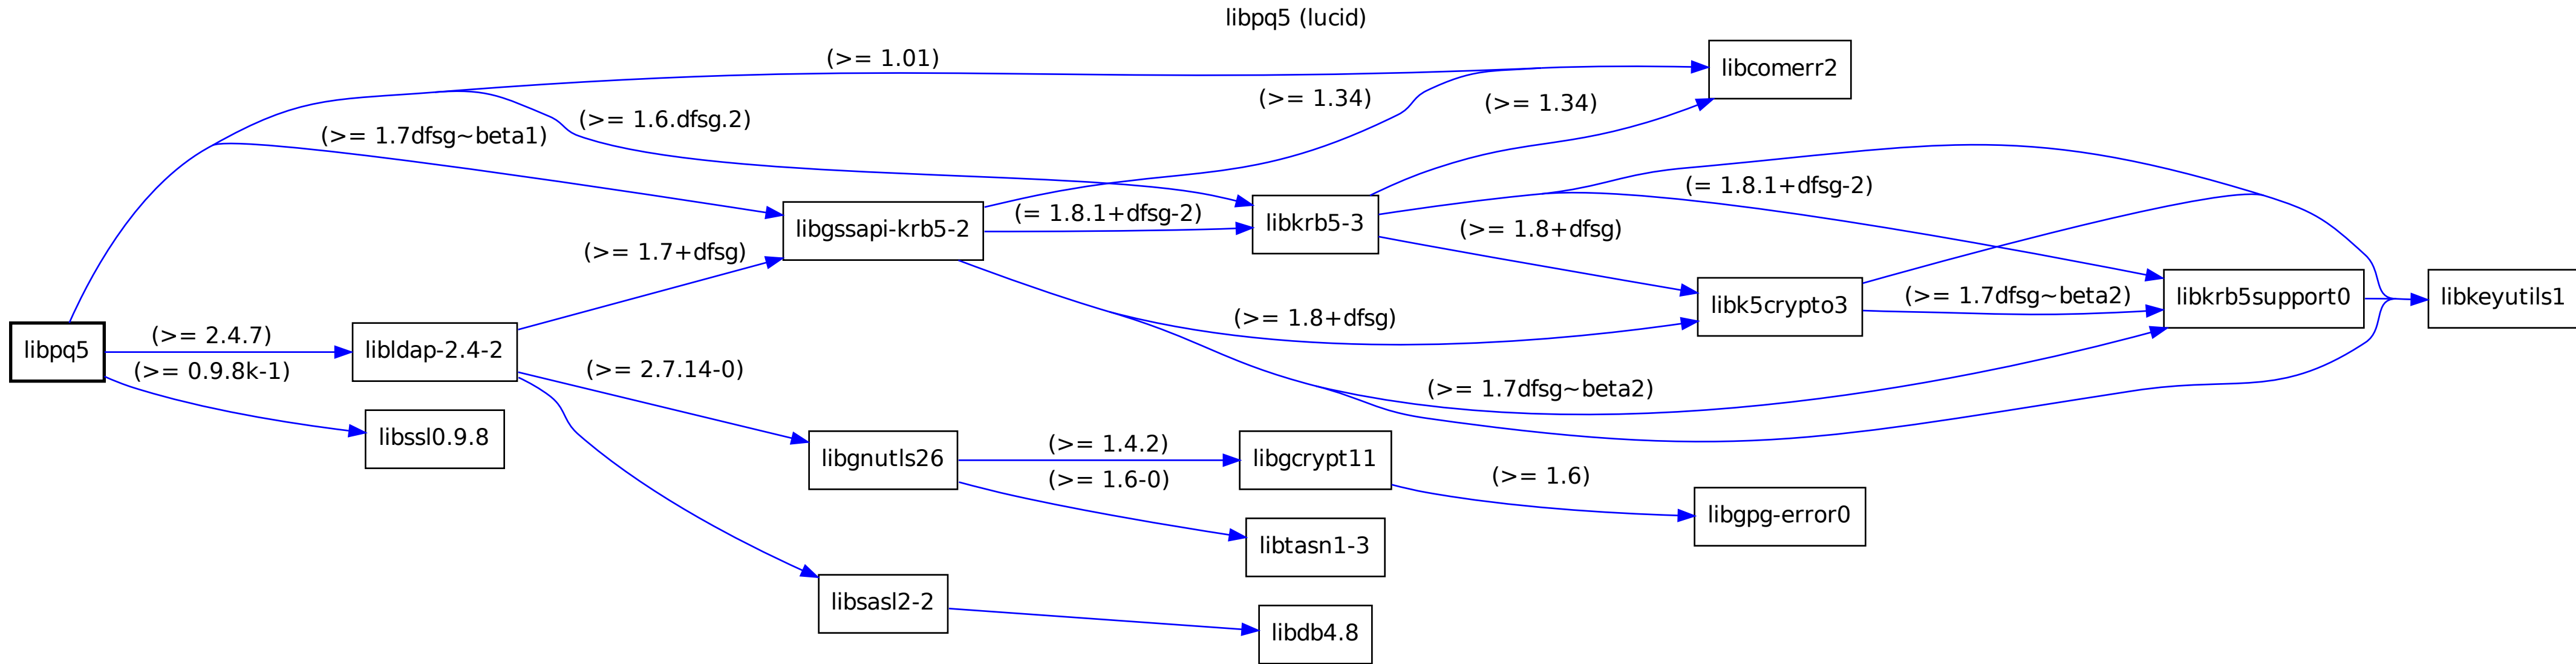 libpq5 (lucid)
(>= 1.01)
libcomerr2
(>= 1.34)
(>= 1.34)
(>= 1.6.dfsg.2)
(>= 1.7dfsg~beta1)
(= 1.8.1+dfsg-2)
(= 1.8.1+dfsg-2)
libgssapi-krb5-2
libkrb5-3
(>= 1.8+dfsg)
(>= 1.7+dfsg)
(>= 1.7dfsg~beta2)
libkrb5support0
libkeyutils1
libk5crypto3
(>= 1.8+dfsg)
(>= 2.4.7)
libpq5
libldap-2.4-2
(>= 0.9.8k-1)
(>= 2.7.14-0)
(>= 1.7dfsg~beta2)
libssl0.9.8
(>= 1.4.2)
libgnutls26
libgcrypt11
(>= 1.6-0)
(>= 1.6)
libgpg-error0
libtasn1-3
libsasl2-2
libdb4.8